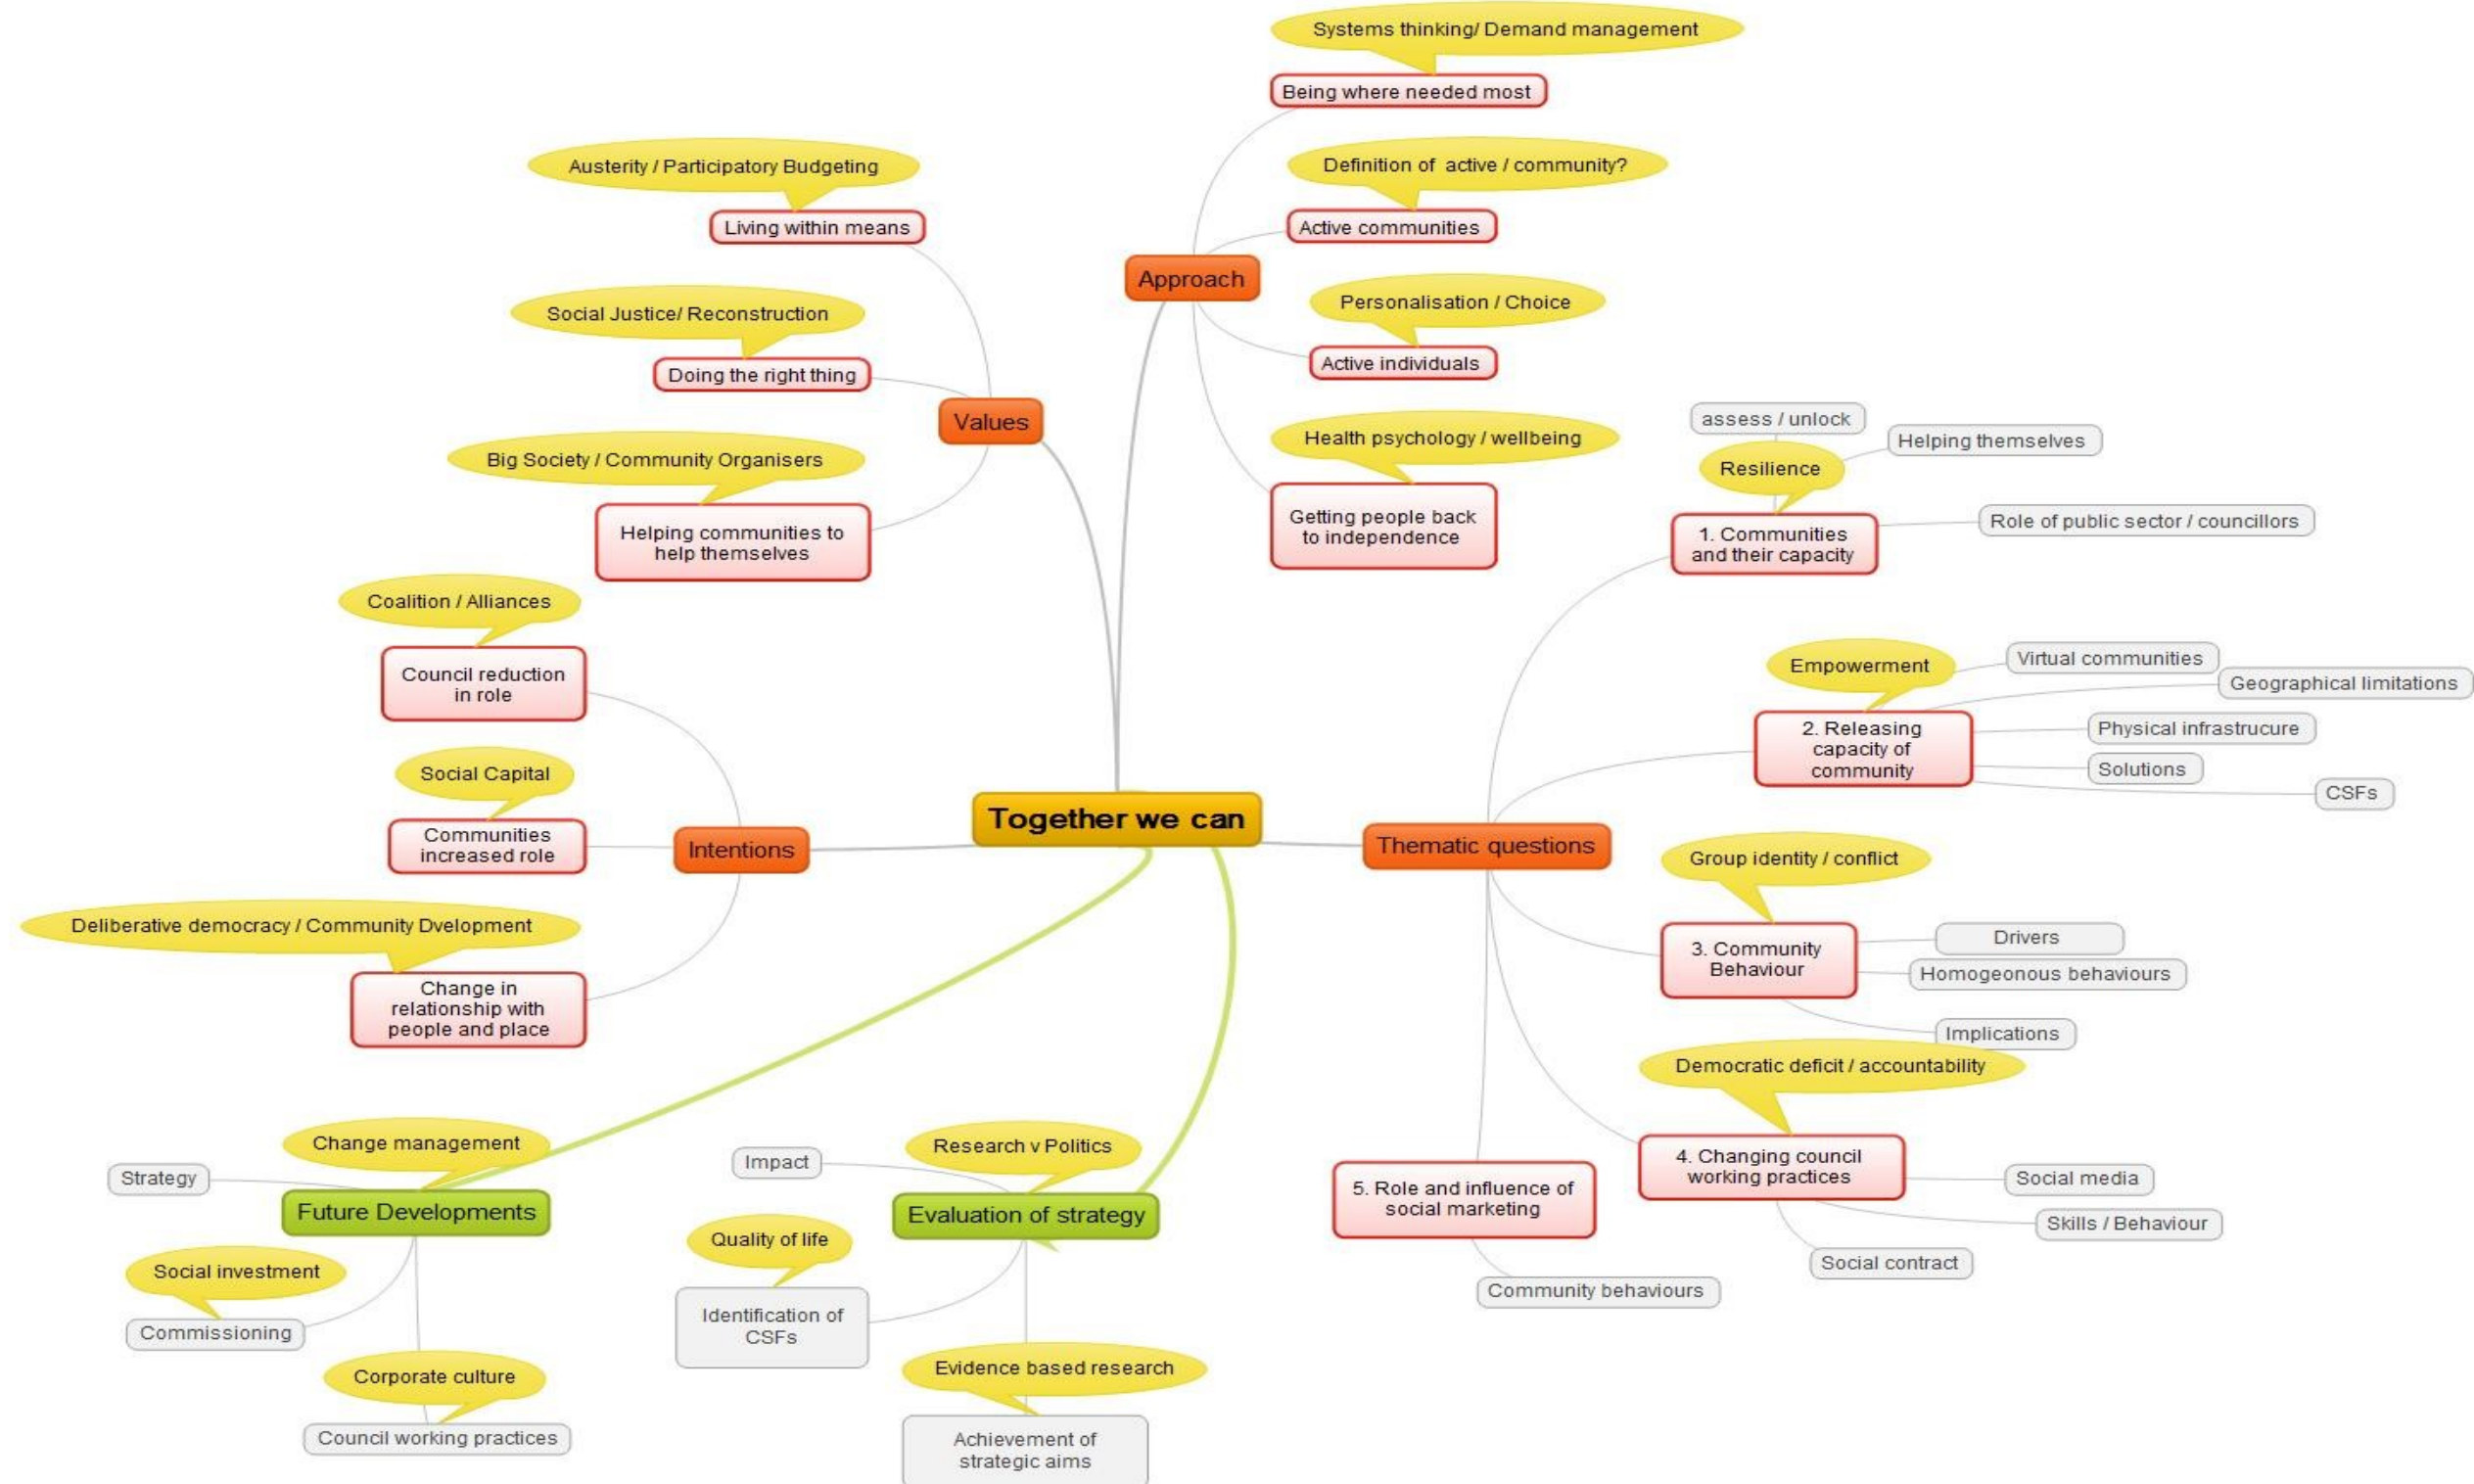 Together we can
Approach
Systems thinking/ Demand management
Being where needed most
Definition of  active / community?
Active communities
Personalisation / Choice
Active individuals
Health psychology / wellbeing
Getting people back
to independence
Values
Austerity / Participatory Budgeting
Living within means
Social Justice/ Reconstruction
Doing the right thing
Big Society / Community Organisers
Helping communities to
help themselves
Intentions
Coalition / Alliances
Council reduction
in role
Social Capital
Communities
increased role
Deliberative democracy / Community Dvelopment
Change in
relationship with
people and place
Thematic questions
assess / unlock
Helping themselves
Resilience
Role of public sector / councillors
1. Communities
and their capacity
Empowerment
Virtual communities
Geographical limitations
2. Releasing
capacity of
community
Physical infrastrucure
Solutions
CSFs
Group identity / conflict
3. Community
Behaviour
Drivers
Homogeonous behaviours
Implications
Democratic deficit / accountability
4. Changing council
working practices
Social media
Skills / Behaviour
Social contract
5. Role and influence of
social marketing
Community behaviours
Change management
Strategy
Future Developments
Social investment
Commissioning
Corporate culture
Council working practices
Research v Politics
Impact
Evaluation of strategy
Quality of life
Identification of
CSFs
Evidence based research
Achievement of
strategic aims